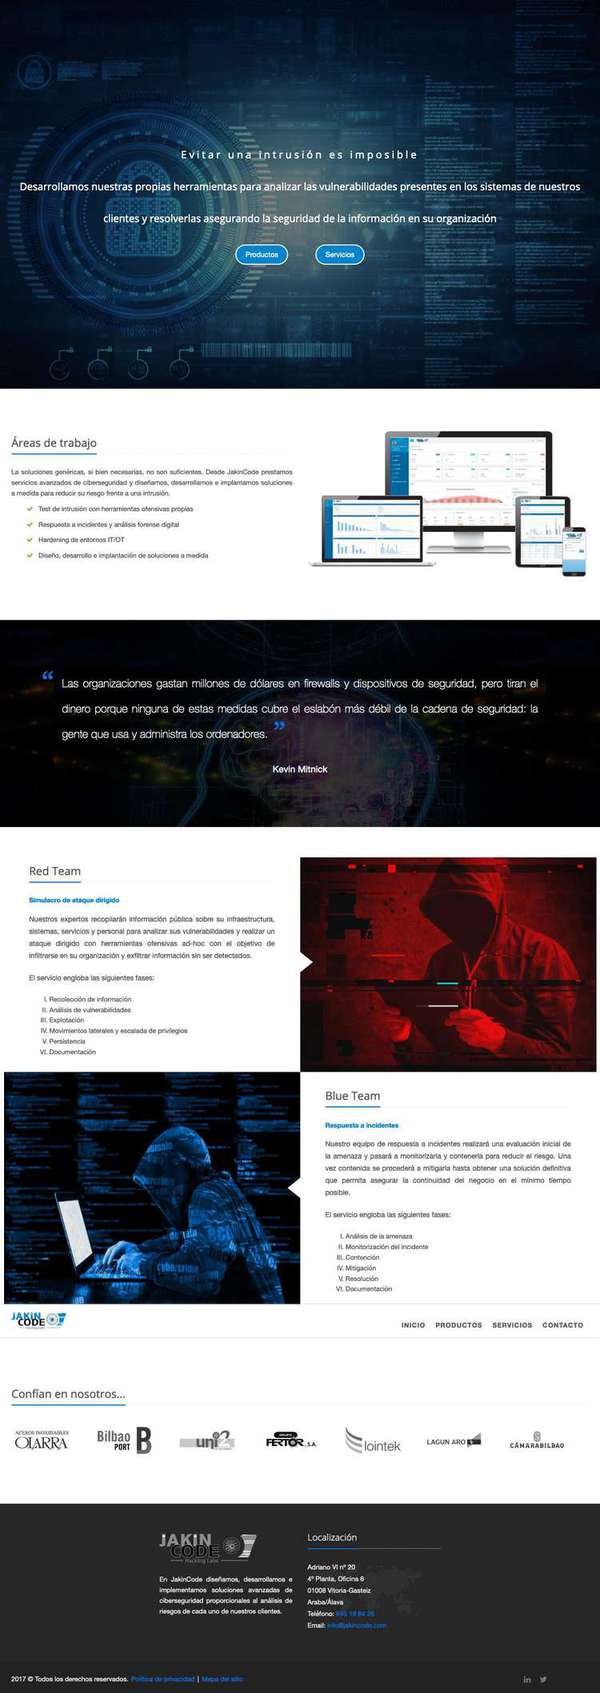 Evitar una intrusión es imposible
Desarrollamos nuestras propias herramientas para analizar las vulnerabilidades presentes en los sistemas de nuestros
clientes y resolverlas asegurando la seguridad de la información en su organización
Productos
Servicios
Áreas de trabajo
La soluciones genéricas, si bien necesarias, no son suficientes. Desde JakinCode prestamos
servicios avanzados de ciberseguridad y diseñamos, desarrollamos e implantamos soluciones
a medida para reducir su riesgo frente a una intrusión.
Test de intrusión con herramientas ofensivas propias
Respuesta a incidentes y análisis forense digital
Hardening de entornos IT/OT
Diseño, desarrollo e implantación de soluciones a medida
“ Las organizaciones gastan millones de dólares en firewalls y dispositivos de seguridad, pero tiran el
dinero porque ninguna de estas medidas cubre el eslabón más débil de la cadena de seguridad: la
gente que usa y administra los ordenadores. ”
Kevin Mitnick
Red Team
Simulacro de ataque dirigido
Nuestros expertos recopilarán información pública sobre su infraestructura,
sistemas, servicios y personal para analizar sus vulnerabilidades y realizar un
ataque dirigido con herramientas ofensivas ad-hoc con el objetivo de
infiltrarse en su organización y exfiltrar información sin ser detectados.
El servicio engloba las siguientes fases:
I. Recolección de información
II. Análisis de vulnerabilidades
III. Explotación
IV. Movimientos laterales y escalada de privilegios
V. Persistencia
VI. Documentación
Blue Team
Respuesta a incidentes
Nuestro equipo de respuesta a incidentes realizará una evaluación inicial de
la amenaza y pasará a monitorizarla y contenerla para reducir el riesgo. Una
vez contenida se procederá a mitigarla hasta obtener una solución definitiva
que permita asegurar la continuidad del negocio en el mínimo tiempo
posible.
El servicio engloba las siguientes fases:
I. Análisis de la amenaza
II. Monitorización del incidente
III. Contención
IV. Mitigación
V. Resolución
VI. Documentación
JAKIN
CODE
INICIO PRODUCTOS SERVICIOS CONTACTO
Confían en nosotros...
ACEROS INOXIDABLES
OLARRA
Bilbao
PORT
uni2
GRUPO
FERTOR S.A.
lointek
LAGUN ARO
CÁMARABILBAO
JAKIN
CODE
Hacking Labs
En JakinCode diseñamos, desarrollamos e
implementamos soluciones avanzadas de
ciberseguridad proporcionales al análisis de
riesgos de cada uno de nuestros clientes.
Localización
Adriano VI nº 20
4ª Planta, Oficina 6
01008 Vitoria-Gasteiz
Araba/Álava
Teléfono: 945 19 84 26
Email: info@jakincode.com
2017 © Todos los derechos reservados. Política de privacidad | Mapa del sitio